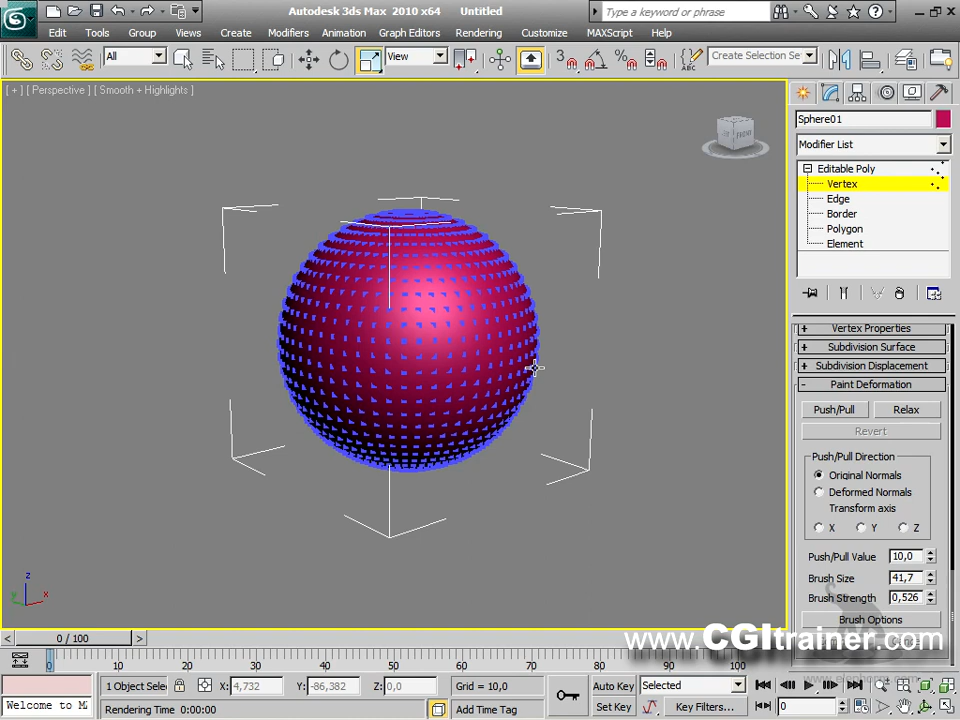 Autodesk 3ds Max 2010 x64 Untitled
Type a keyword or phrase
Edit Tools Group Views Create Modifiers Animation Graph Editors Rendering Customize MAXScript Help
All View 3 Create Selection Se
[ + ] [ Perspective ] [ Smooth + Highlights ]
FRONT
Sphere01
Modifier List
Editable Poly
Vertex
Edge
Border
Polygon
Element
+ Vertex Properties
+ Subdivision Surface
+ Subdivision Displacement
- Paint Deformation
Push/Pull Relax
Revert
Push/Pull Direction
Original Normals
Deformed Normals
Transform axis
X Y Z
Push/Pull Value 10,0
Brush Size 41,7
Brush Strength 0,526
Brush Options
z
x
y
www.CGItrainer.com
< 0 / 100 >
0 10 20 30 40 50 60 70 80 90 100
1 Object Selec X: 4,732 Y: -86,382 Z: 0,0 Grid = 10,0 Auto Key Selected
Welcome to M Rendering Time 0:00:00 Add Time Tag Set Key Key Filters... 0